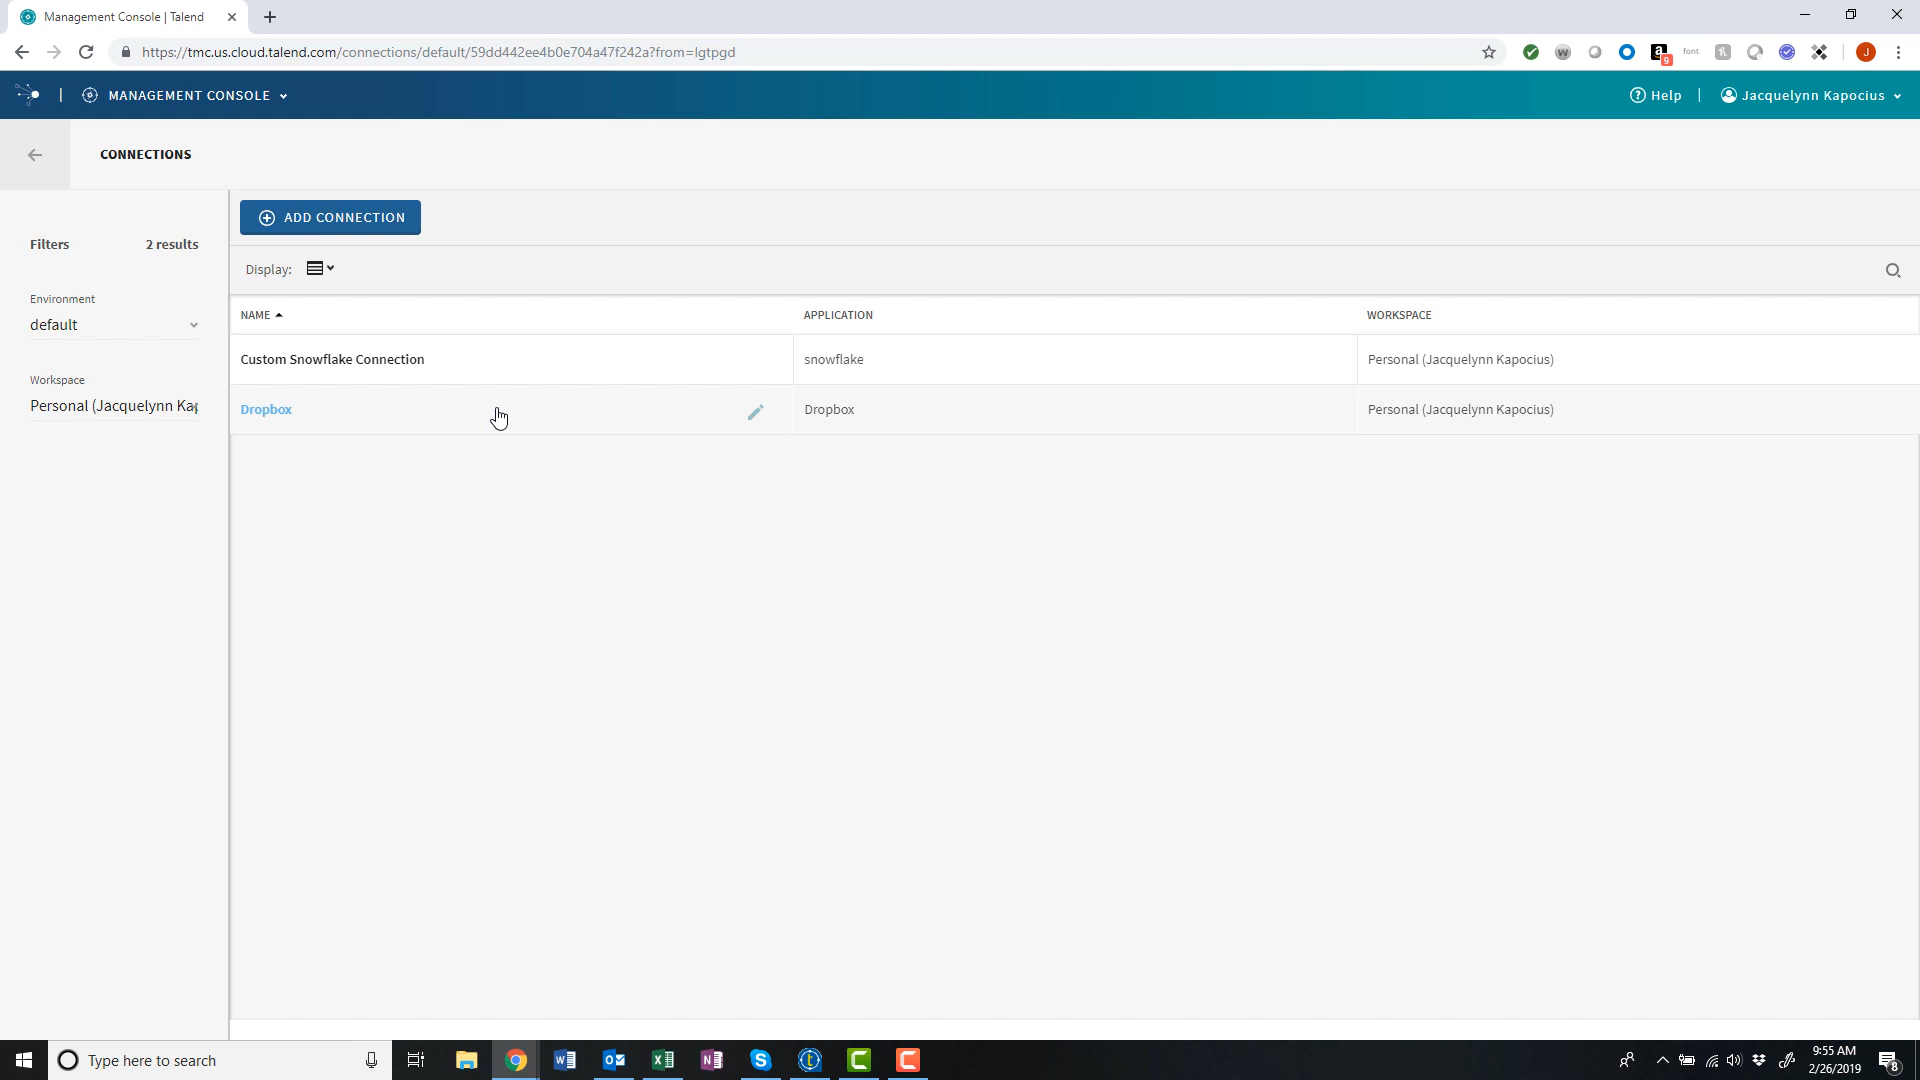 Management Console | Talend
https://tmc.us.cloud.talend.com/connections/default/59dd442ee4b0e704a47f242a?from=lgtpgd
W
a
9
font
J
| MANAGEMENT CONSOLE
? Help | Jacquelynn Kapocius
CONNECTIONS
ADD CONNECTION
Filters 2 results
Display:
Environment
default
NAME APPLICATION WORKSPACE
Custom Snowflake Connection snowflake Personal (Jacquelynn Kapocius)
Workspace
Personal (Jacquelynn Kap
Dropbox Dropbox Personal (Jacquelynn Kapocius)
Type here to search
9:55 AM
2/26/2019
8